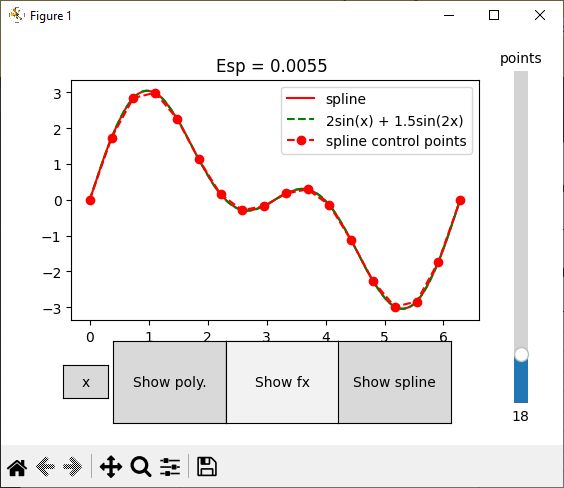 Figure 1
points
Esp = 0.0055
spline
2sin(x) + 1.5sin(2x)
spline control points
3
2
1
0
−1
−2
−3
0 1 2 3 4 5 6
x Show poly. Show fx Show spline
18